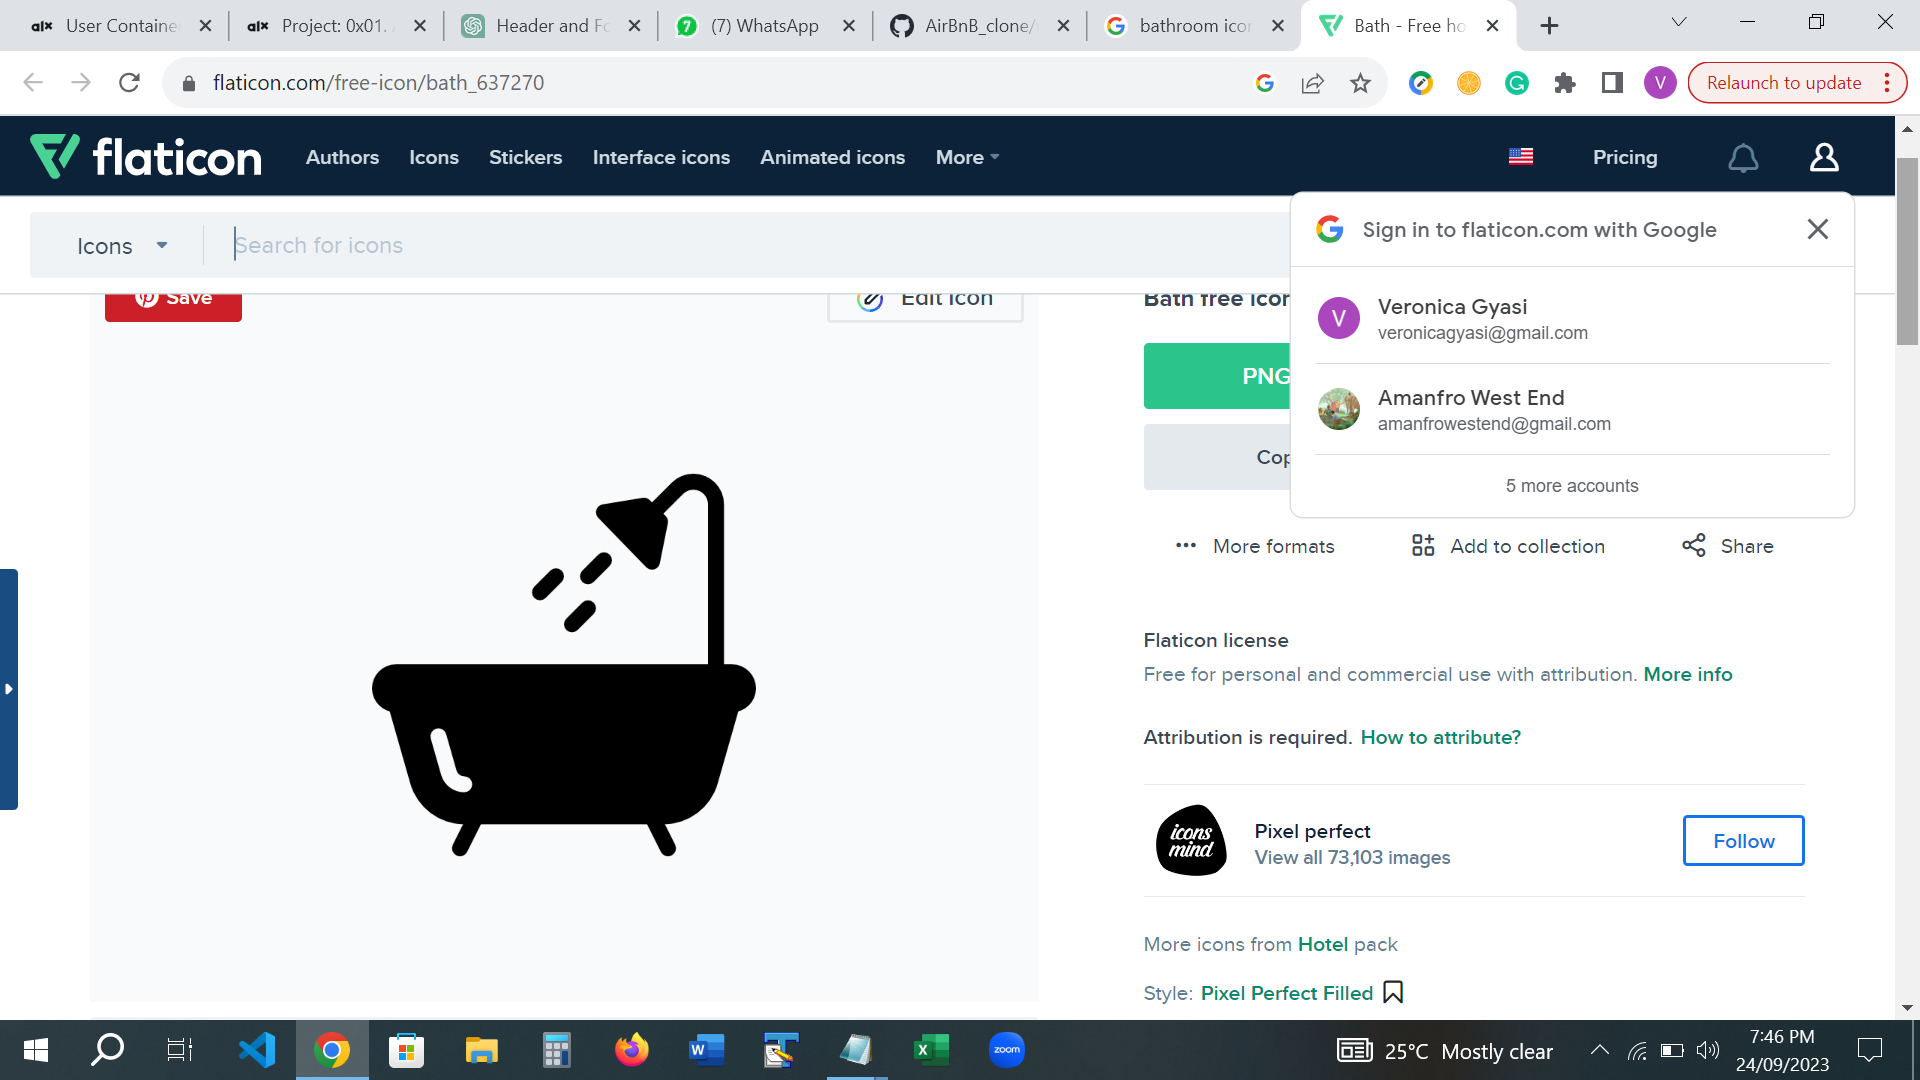 alx User Containe
alx Project: 0x01.
Header and Fo
(7) WhatsApp
AirBnB_clone/
bathroom icon
Bath - Free ho
flaticon.com/free-icon/bath_637270
V
Relaunch to update
flaticon
Authors
Icons
Stickers
Interface icons
Animated icons
More
Pricing
Icons
Search for icons
Save
Edit icon
Bath free icon
PNG
Cop
Sign in to flaticon.com with Google
V
Veronica Gyasi
veronicagyasi@gmail.com
Amanfro West End
amanfrowestend@gmail.com
5 more accounts
More formats
Add to collection
Share
Flaticon license
Free for personal and commercial use with attribution. More info
Attribution is required. How to attribute?
icons
mind
Pixel perfect
View all 73,103 images
Follow
More icons from Hotel pack
Style: Pixel Perfect Filled
zoom
25°C Mostly clear
7:46 PM
24/09/2023